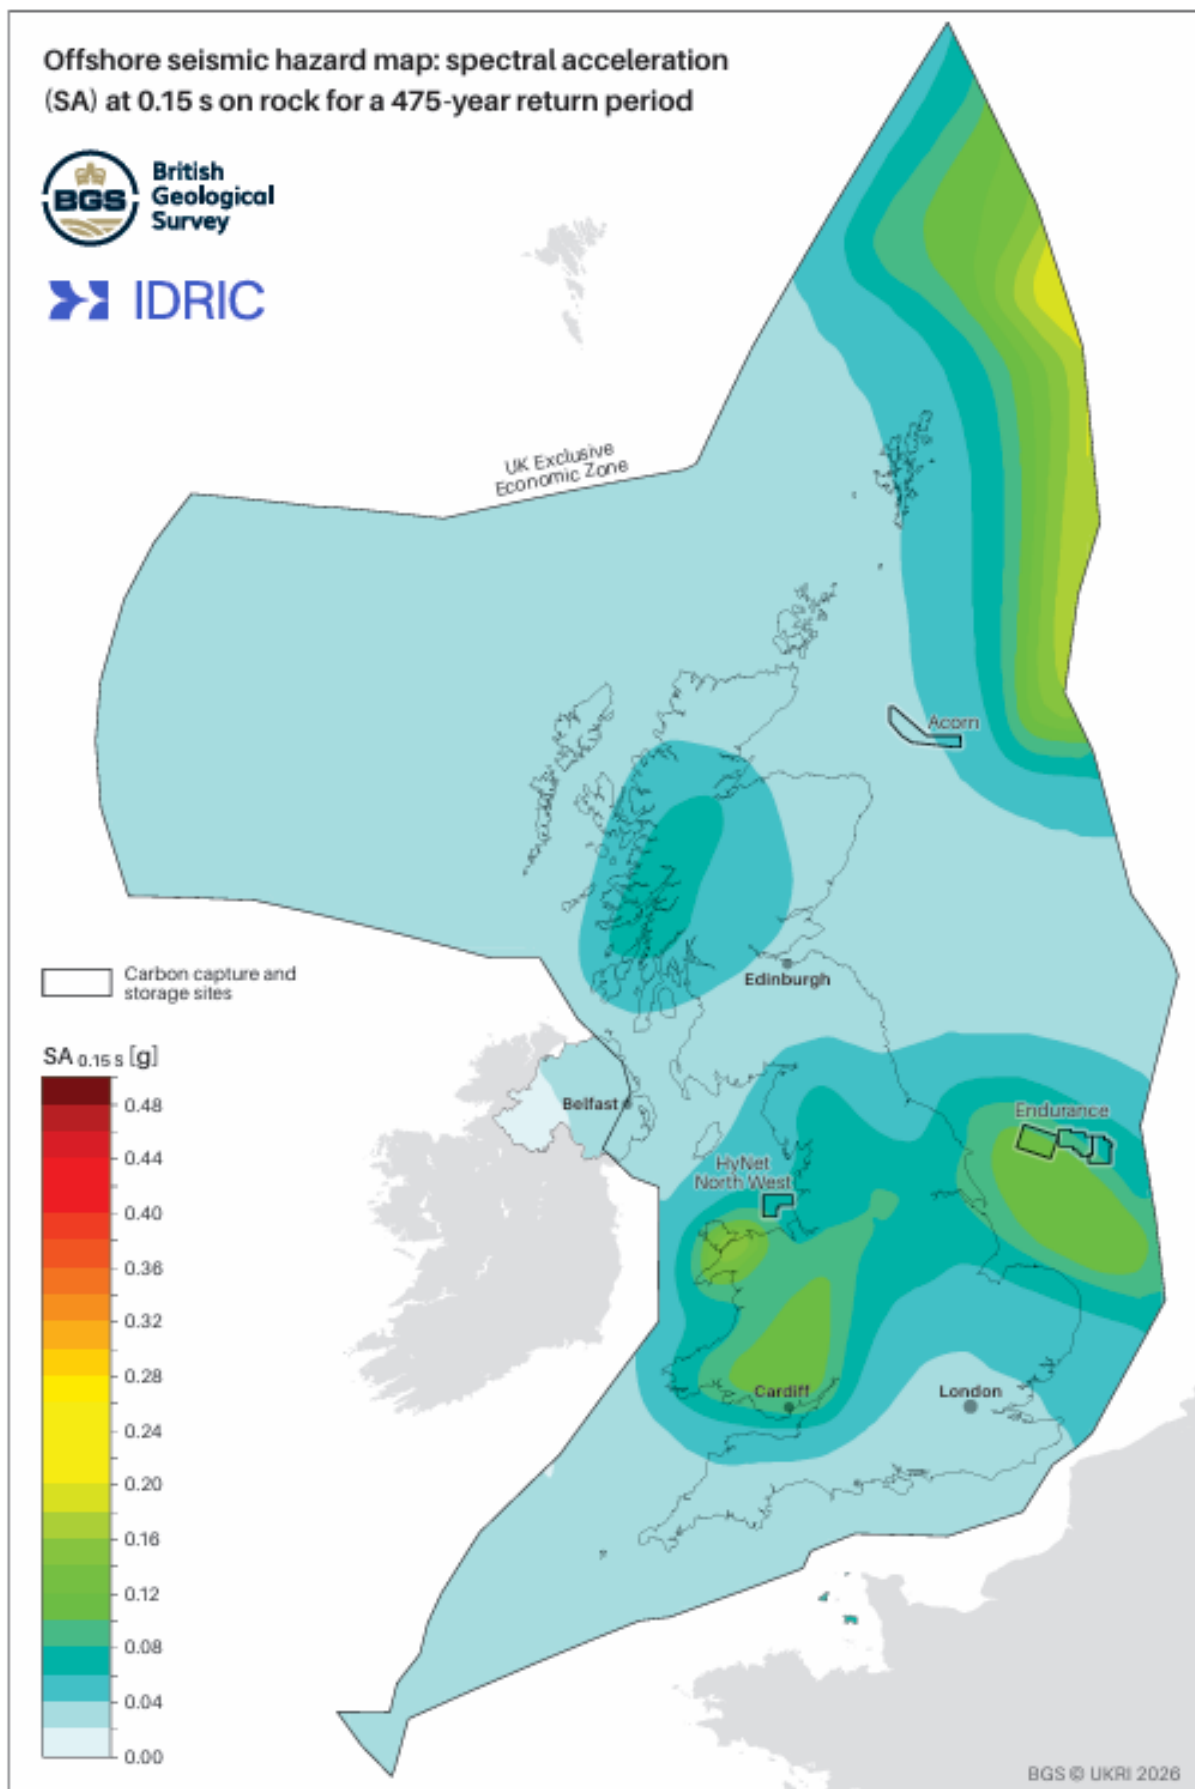 Offshore seismic hazard map: spectral acceleration
(SA) at 0.15 s on rock for a 475-year return period
BGS
British
Geological
Survey
IDRIC
UK Exclusive
Economic Zone
Acorn
Carbon capture and
storage sites
Edinburgh
SA 0.15 s [g]
Belfast
Endurance
HyNet
North West
0.48
0.44
0.40
0.36
0.32
0.28
0.24
0.20
0.16
0.12
0.08
0.04
0.00
Cardiff
London
BGS © UKRI 2026